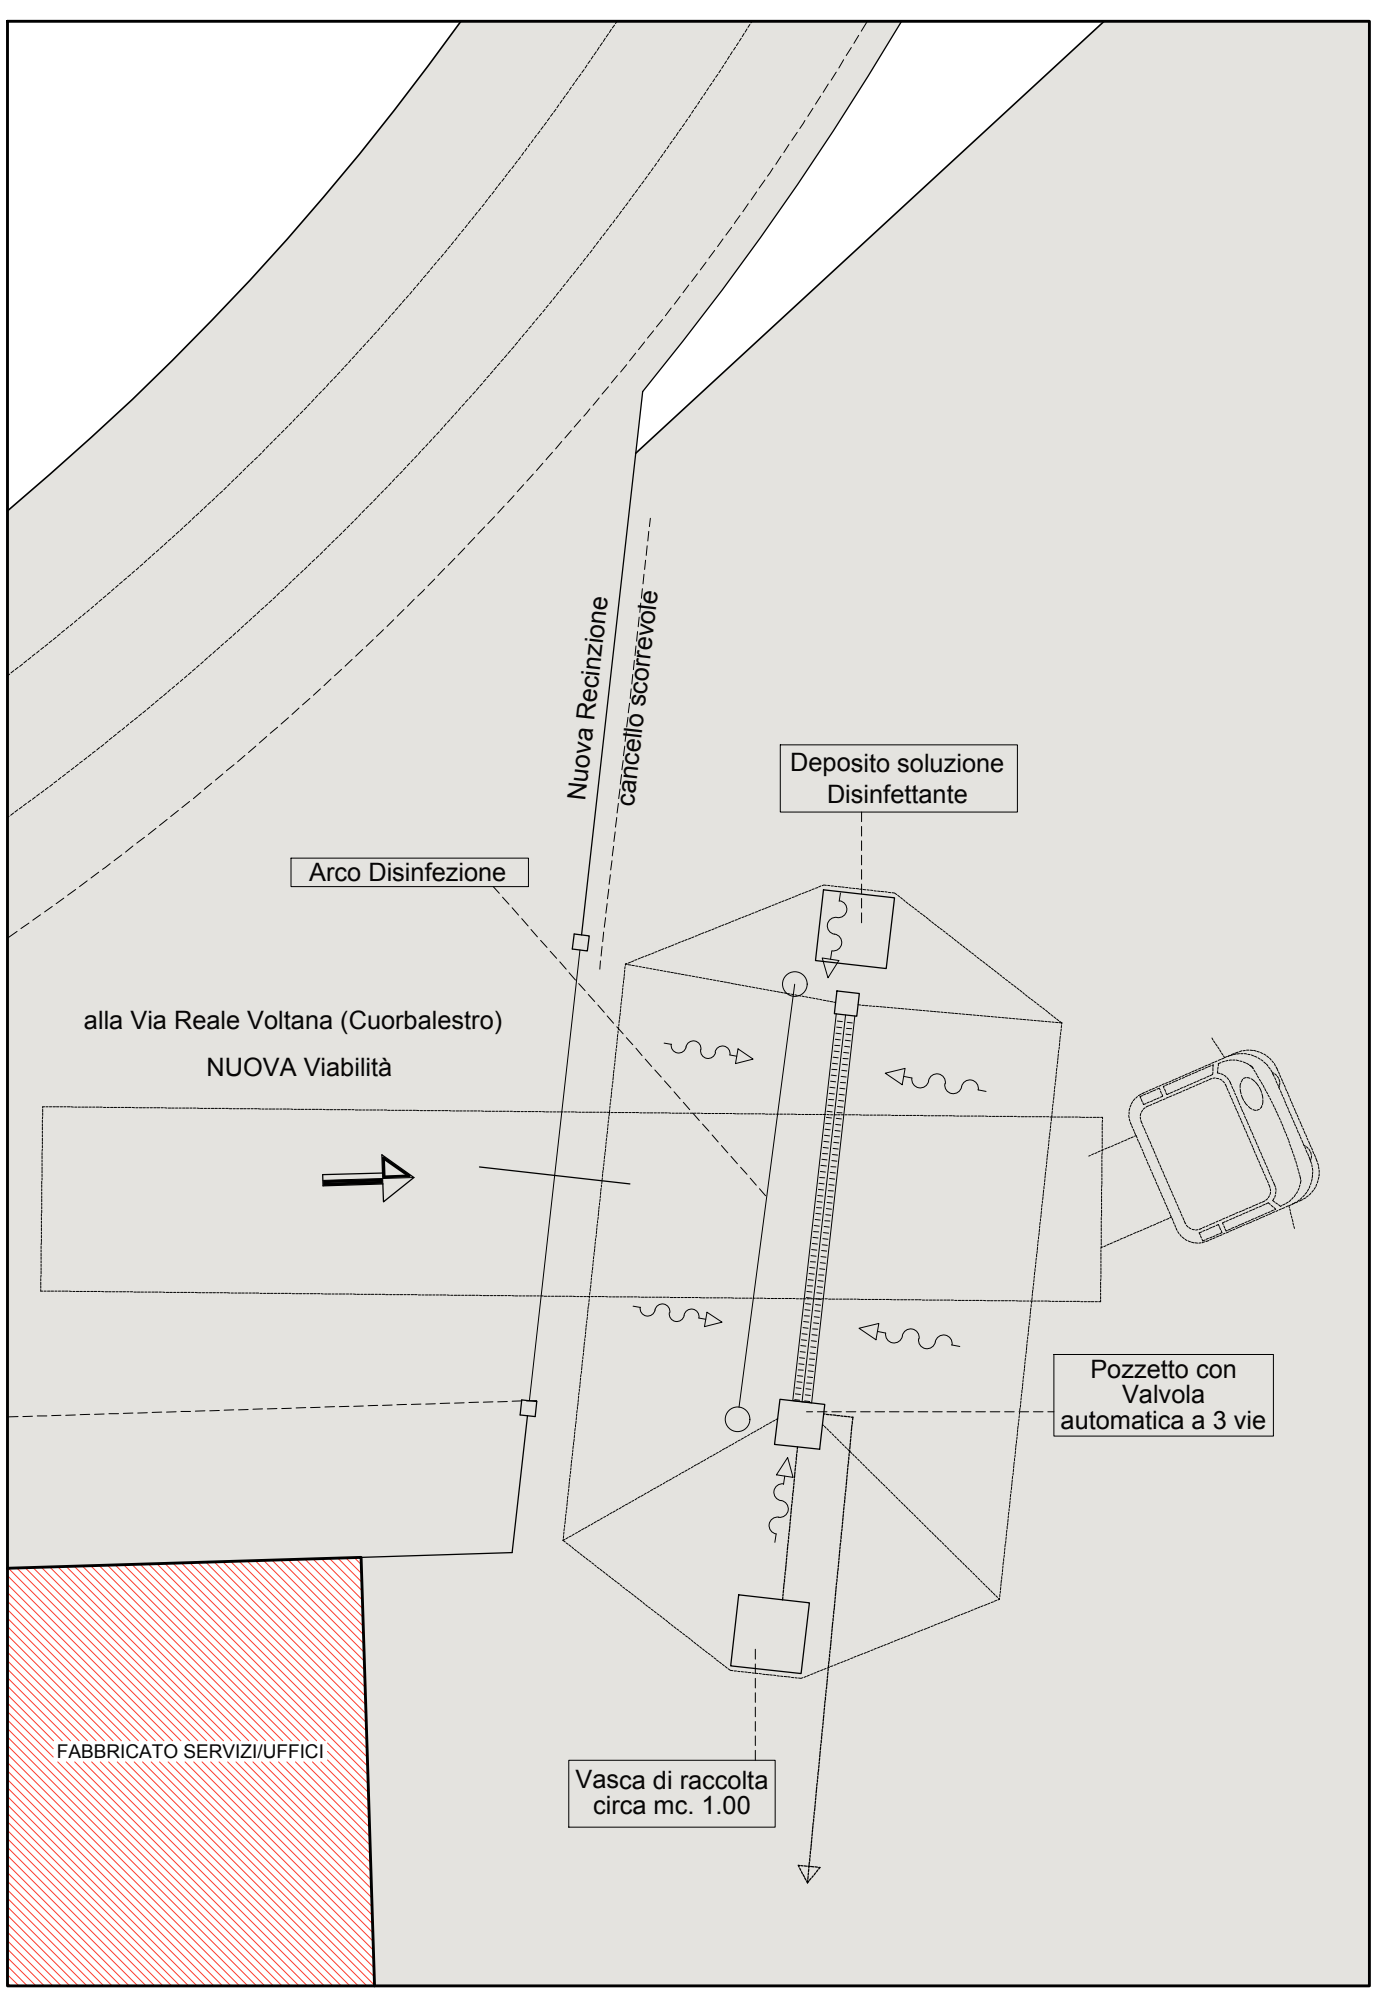 Nuova Recinzione
cancello scorrevole
Deposito soluzione
Disinfettante
Arco Disinfezione
alla Via Reale Voltana (Cuorbalestro)
NUOVA Viabilità
Pozzetto con
Valvola
automatica a 3 vie
FABBRICATO SERVIZI/UFFICI
Vasca di raccolta
circa mc. 1.00